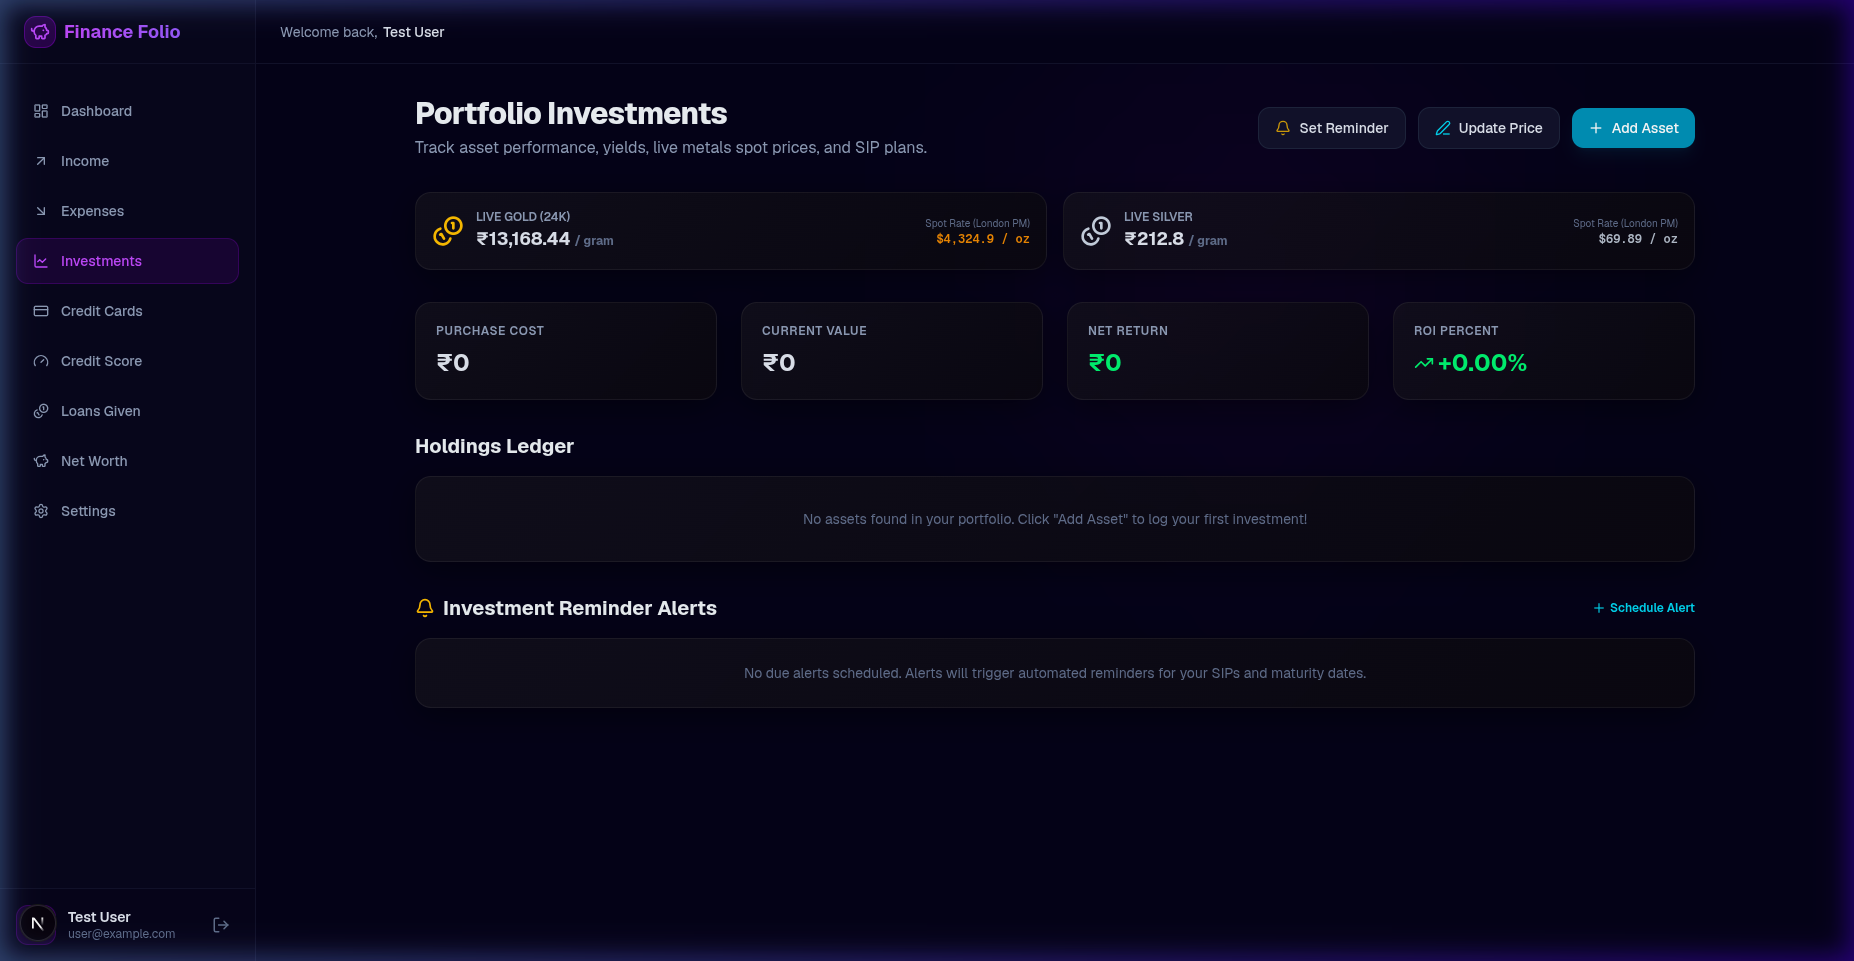 Finance Folio
Welcome back, Test User
Dashboard
Income
Expenses
Investments
Credit Cards
Credit Score
Loans Given
Net Worth
Settings
Portfolio Investments
Track asset performance, yields, live metals spot prices, and SIP plans.
Set Reminder
Update Price
Add Asset
LIVE GOLD (24K)
₹13,168.44 / gram
Spot Rate (London PM)
$4,324.9 / oz
LIVE SILVER
₹212.8 / gram
Spot Rate (London PM)
$69.89 / oz
PURCHASE COST
₹0
CURRENT VALUE
₹0
NET RETURN
₹0
ROI PERCENT
+0.00%
Holdings Ledger
No assets found in your portfolio. Click "Add Asset" to log your first investment!
Investment Reminder Alerts
Schedule Alert
No due alerts scheduled. Alerts will trigger automated reminders for your SIPs and maturity dates.
N
Test User
user@example.com